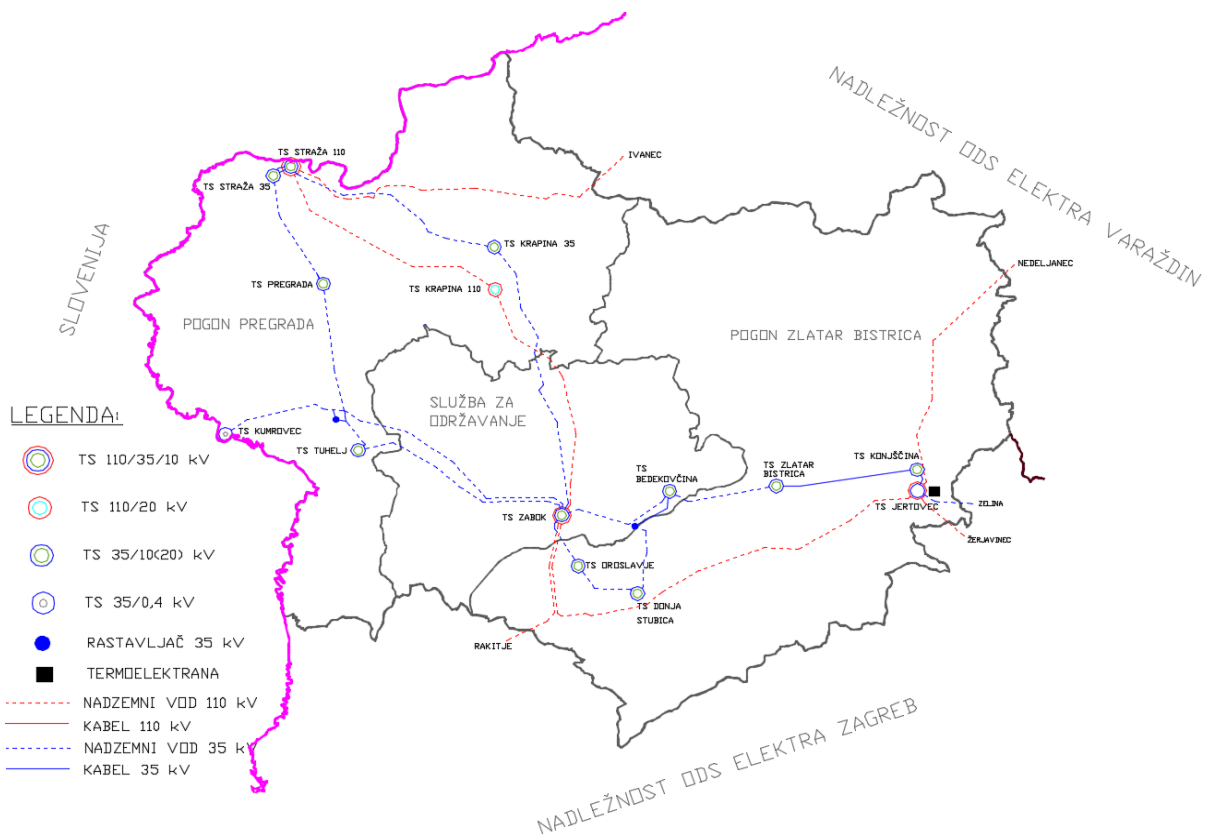 NADLEŽNOST ODS ELEKTRA VARAŽDIN
TS STRAŽA 110
IVANEC
TS STRAŽA 35
TS KRAPINA 35
SLOVENIJA
NEDELJANEC
TS PREGRADA
TS KRAPINA 110
POGON PREGRADA
POGON ZLATAR BISTRICA
SLUŽBA ZA
ODRŽAVANJE
LEGENDA:
TS KUMROVEC
TS TUHELJ
TS 110/35/10 kV
TS
BEDEKOVČINA
TS ZLATAR
BISTRICA
TS KONJŠČINA
TS 110/20 kV
TS ZABOK
TS JERTOVEC
ZELINA
ŽERJAVINEC
TS 35/10(20) kV
TS OROSLAVJE
TS 35/0,4 kV
TS DONJA
STUBICA
RASTAVLJAČ 35 kV
RAKITJE
TERMOELEKTRANA
NADZEMNI VOD 110 kV
KABEL 110 kV
NADZEMNI VOD 35 kV
KABEL 35 kV
NADLEŽNOST ODS ELEKTRA ZAGREB